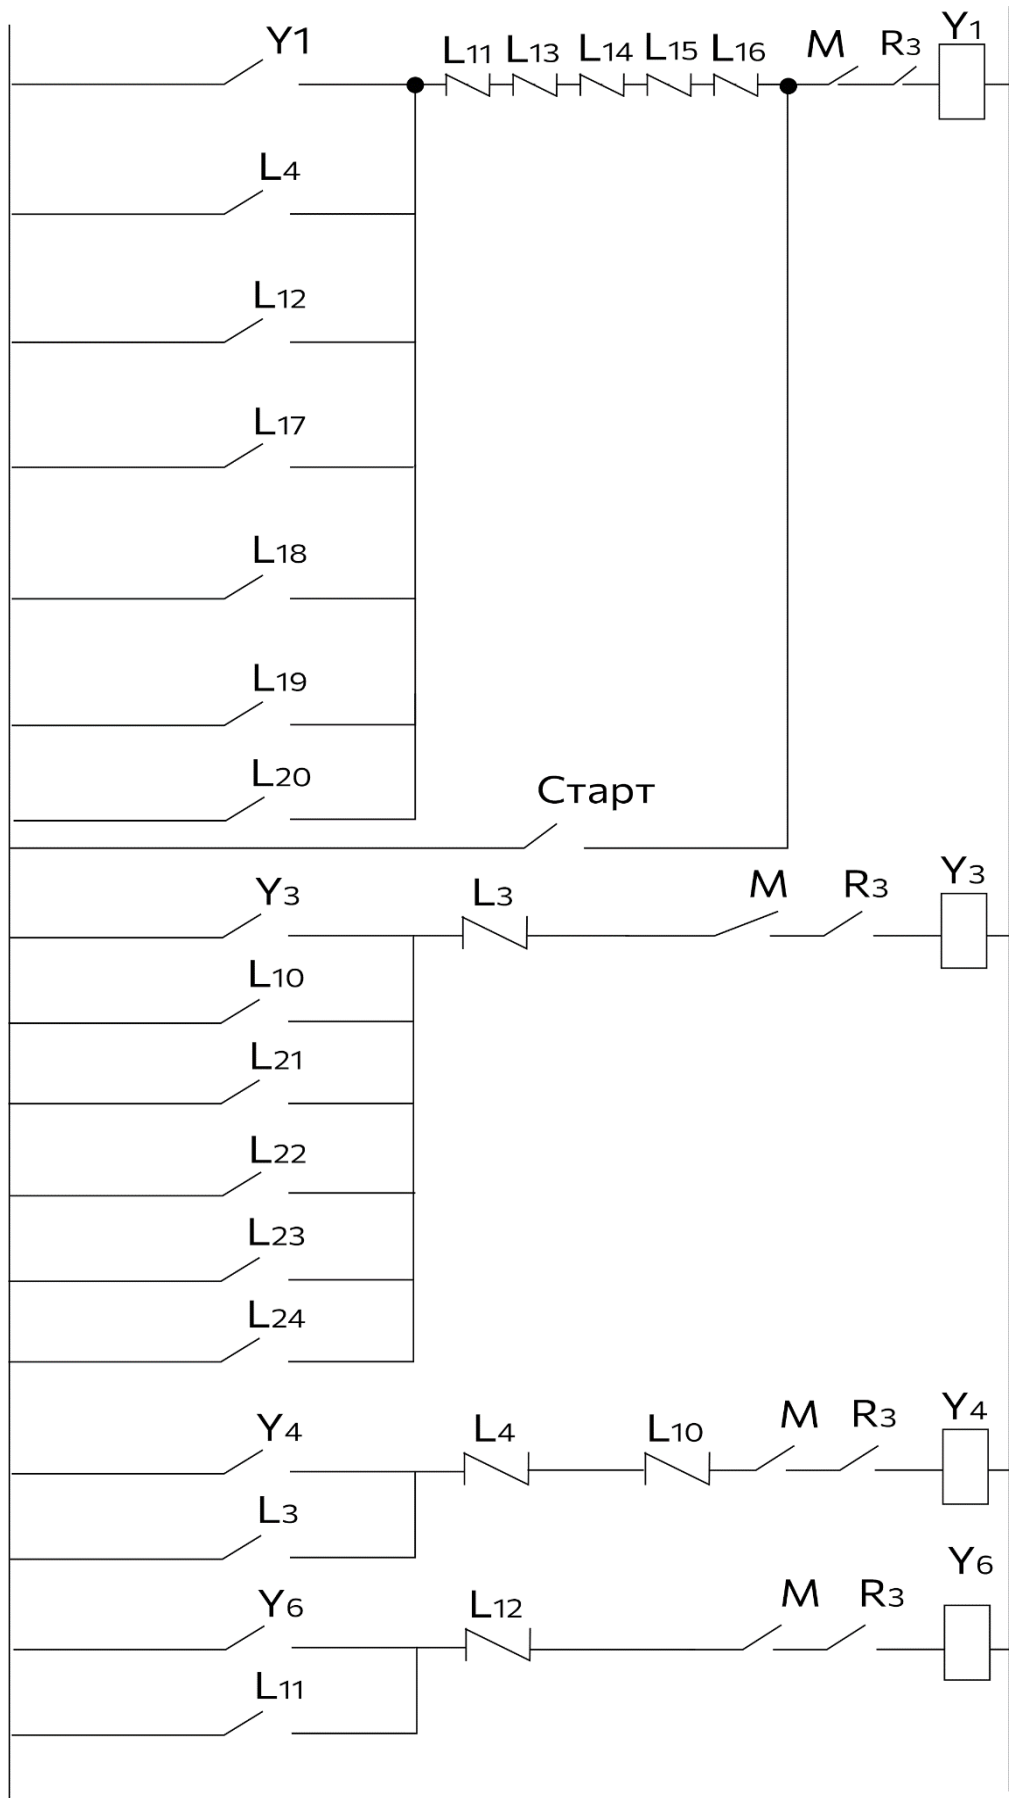 Y1 L11 L13 L14 L15 L16 M R3 Y1
L4
L12
L17
L18
L19
L20
Старт
Y3 L3 M R3 Y3
L10
L21
L22
L23
L24
Y4 L4 L10 M R3 Y4
L3
Y6 L12 M R3 Y6
L11